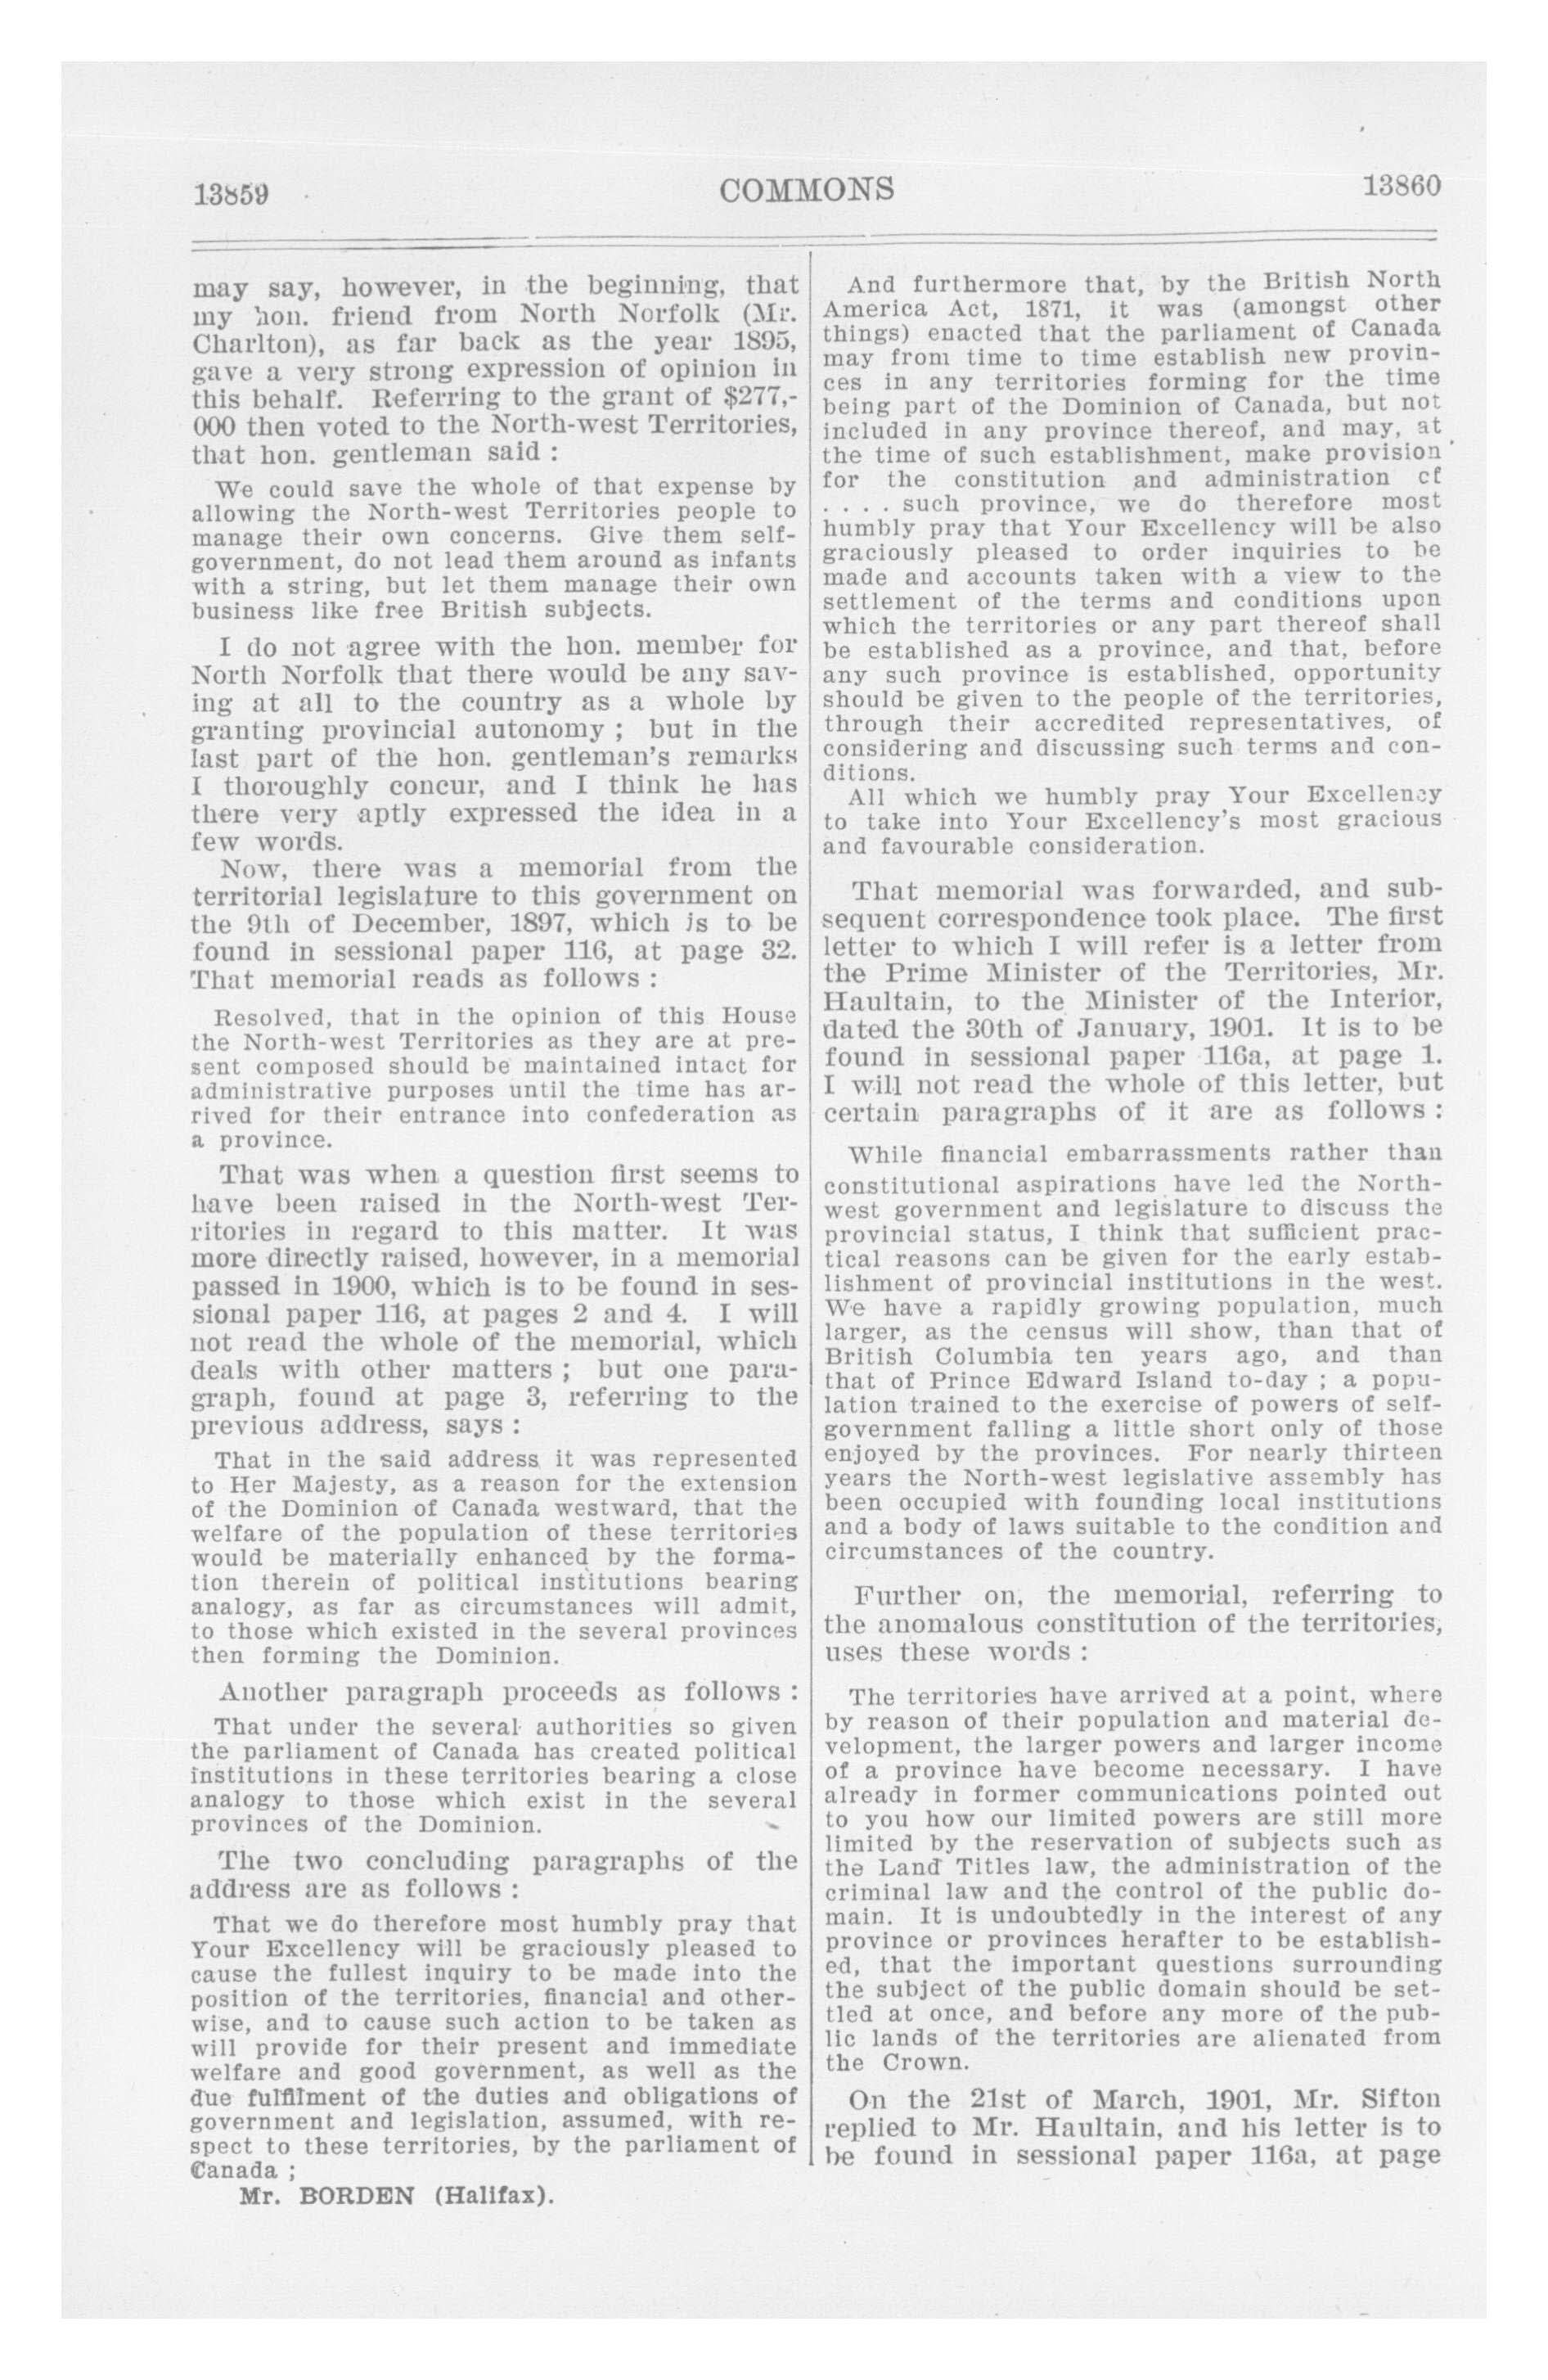 13859
COMMONS
13860
may say, however, in the beginning, that
my hon. friend from North Norfolk (Mr.
Charlton), as far back as the year 1895,
gave a very strong expression of opinion in
this behalf. Referring to the grant of $277,-
000 then voted to the North-west Territories,
that hon. gentleman said :
We could save the whole of that expense by
allowing the North-west Territories people to
manage their own concerns. Give them self-
government, do not lead them around as infants
with a string, but let them manage their own
business like free British subjects.
I do not agree with the hon. member for
North Norfolk that there would be any sav-
ing at all to the country as a whole by
granting provincial autonomy ; but in the
last part of the hon. gentleman's remarks
I thoroughly concur, and I think he has
there very aptly expressed the idea in a
few words.
Now, there was a memorial from the
territorial legislature to this government on
the 9th of December, 1897, which is to be
found in sessional paper 116, at page 32.
That memorial reads as follows :
Resolved, that in the opinion of this House
the North-west Territories as they are at pre-
sent composed should be maintained intact for
administrative purposes until the time has ar-
rived for their entrance into confederation as
a province.
That was when a question first seems to
have been raised in the North-west Ter-
ritories in regard to this matter. It was
more directly raised, however, in a memorial
passed in 1900, which is to be found in ses-
sional paper 116, at pages 2 and 4. I will
not read the whole of the memorial, which
deals with other matters ; but one para-
graph, found at page 3, referring to the
previous address, says :
That in the said address it was represented
to Her Majesty, as a reason for the extension
of the Dominion of Canada westward, that the
welfare of the population of these territories
would be materially enhanced by the forma-
tion therein of political institutions bearing
analogy, as far as circumstances will admit,
to those which existed in the several provinces
then forming the Dominion.
Another paragraph proceeds as follows :
That under the several authorities so given
the parliament of Canada has created political
institutions in these territories bearing a close
analogy to those which exist in the several
provinces of the Dominion.
The two concluding paragraphs of the
address are as follows :
That we do therefore most humbly pray that
Your Excellency will be graciously pleased to
cause the fullest inquiry to be made into the
position of the territories, financial and other-
wise, and to cause such action to be taken as
will provide for their present and immediate
welfare and good government, as well as the
due fulfilment of the duties and obligations of
government and legislation, assumed, with re-
spect to these territories, by the parliament of
Canada ;
Mr. BORDEN (Halifax).
And furthermore that, by the British North
America Act, 1871, it was (amongst other
things) enacted that the parliament of Canada
may from time to time establish new provin-
ces in any territories forming for the time
being part of the Dominion of Canada, but not
included in any province thereof, and may, at
the time of such establishment, make provision
for the constitution and administration cf
. . . . such province, we do therefore most
humbly pray that Your Excellency will be also
graciously pleased to order inquiries to be
made and accounts taken with a view to the
settlement of the terms and conditions upon
which the territories or any part thereof shall
be established as a province, and that, before
any such province is established, opportunity
should be given to the people of the territories,
through their accredited representatives, of
considering and discussing such terms and con-
ditions.
All which we humbly pray Your Excellency
to take into Your Excellency's most gracious
and favourable consideration.
That memorial was forwarded, and sub-
sequent correspondence took place. The first
letter to which I will refer is a letter from
the Prime Minister of the Territories, Mr.
Haultain, to the Minister of the Interior,
dated the 30th of January, 1901. It is to be
found in sessional paper 116a, at page 1.
I will not read the whole of this letter, but
certain paragraphs of it are as follows :
While financial embarrassments rather than
constitutional aspirations have led the North-
west government and legislature to discuss the
provincial status, I think that sufficient prac-
tical reasons can be given for the early estab-
lishment of provincial institutions in the west.
We have a rapidly growing population, much
larger, as the census will show, than that of
British Columbia ten years ago, and than
that of Prince Edward Island to-day ; a popu-
lation trained to the exercise of powers of self-
government falling a little short only of those
enjoyed by the provinces. For nearly thirteen
years the North-west legislative assembly has
been occupied with founding local institutions
and a body of laws suitable to the condition and
circumstances of the country.
Further on, the memorial, referring to
the anomalous constitution of the territories,
uses these words :
The territories have arrived at a point, where
by reason of their population and material de-
velopment, the larger powers and larger income
of a province have become necessary. I have
already in former communications pointed out
to you how our limited powers are still more
limited by the reservation of subjects such as
the Land Titles law, the administration of the
criminal law and the control of the public do-
main. It is undoubtedly in the interest of any
province or provinces herafter to be establish-
ed, that the important questions surrounding
the subject of the public domain should be set-
tled at once, and before any more of the pub-
lic lands of the territories are alienated from
the Crown.
On the 21st of March, 1901, Mr. Sifton
replied to Mr. Haultain, and his letter is to
be found in sessional paper 116a, at page